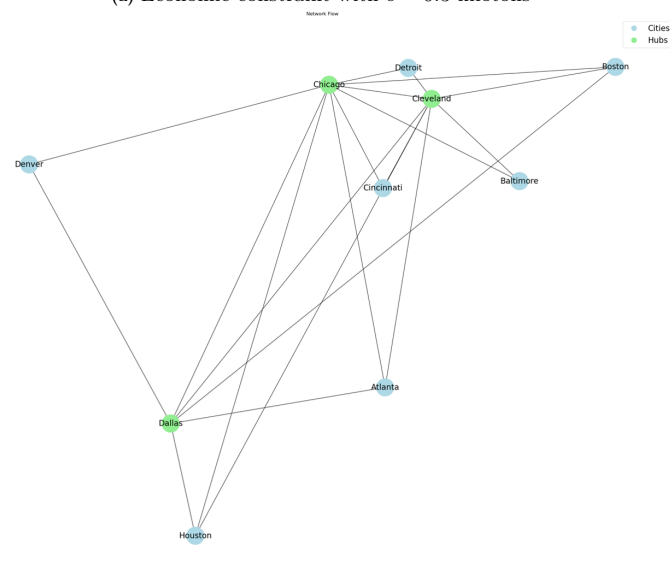 Network Flow
Cities
Hubs
Detroit
Boston
Chicago
Cleveland
Denver
Cincinnati
Baltimore
Atlanta
Dallas
Houston